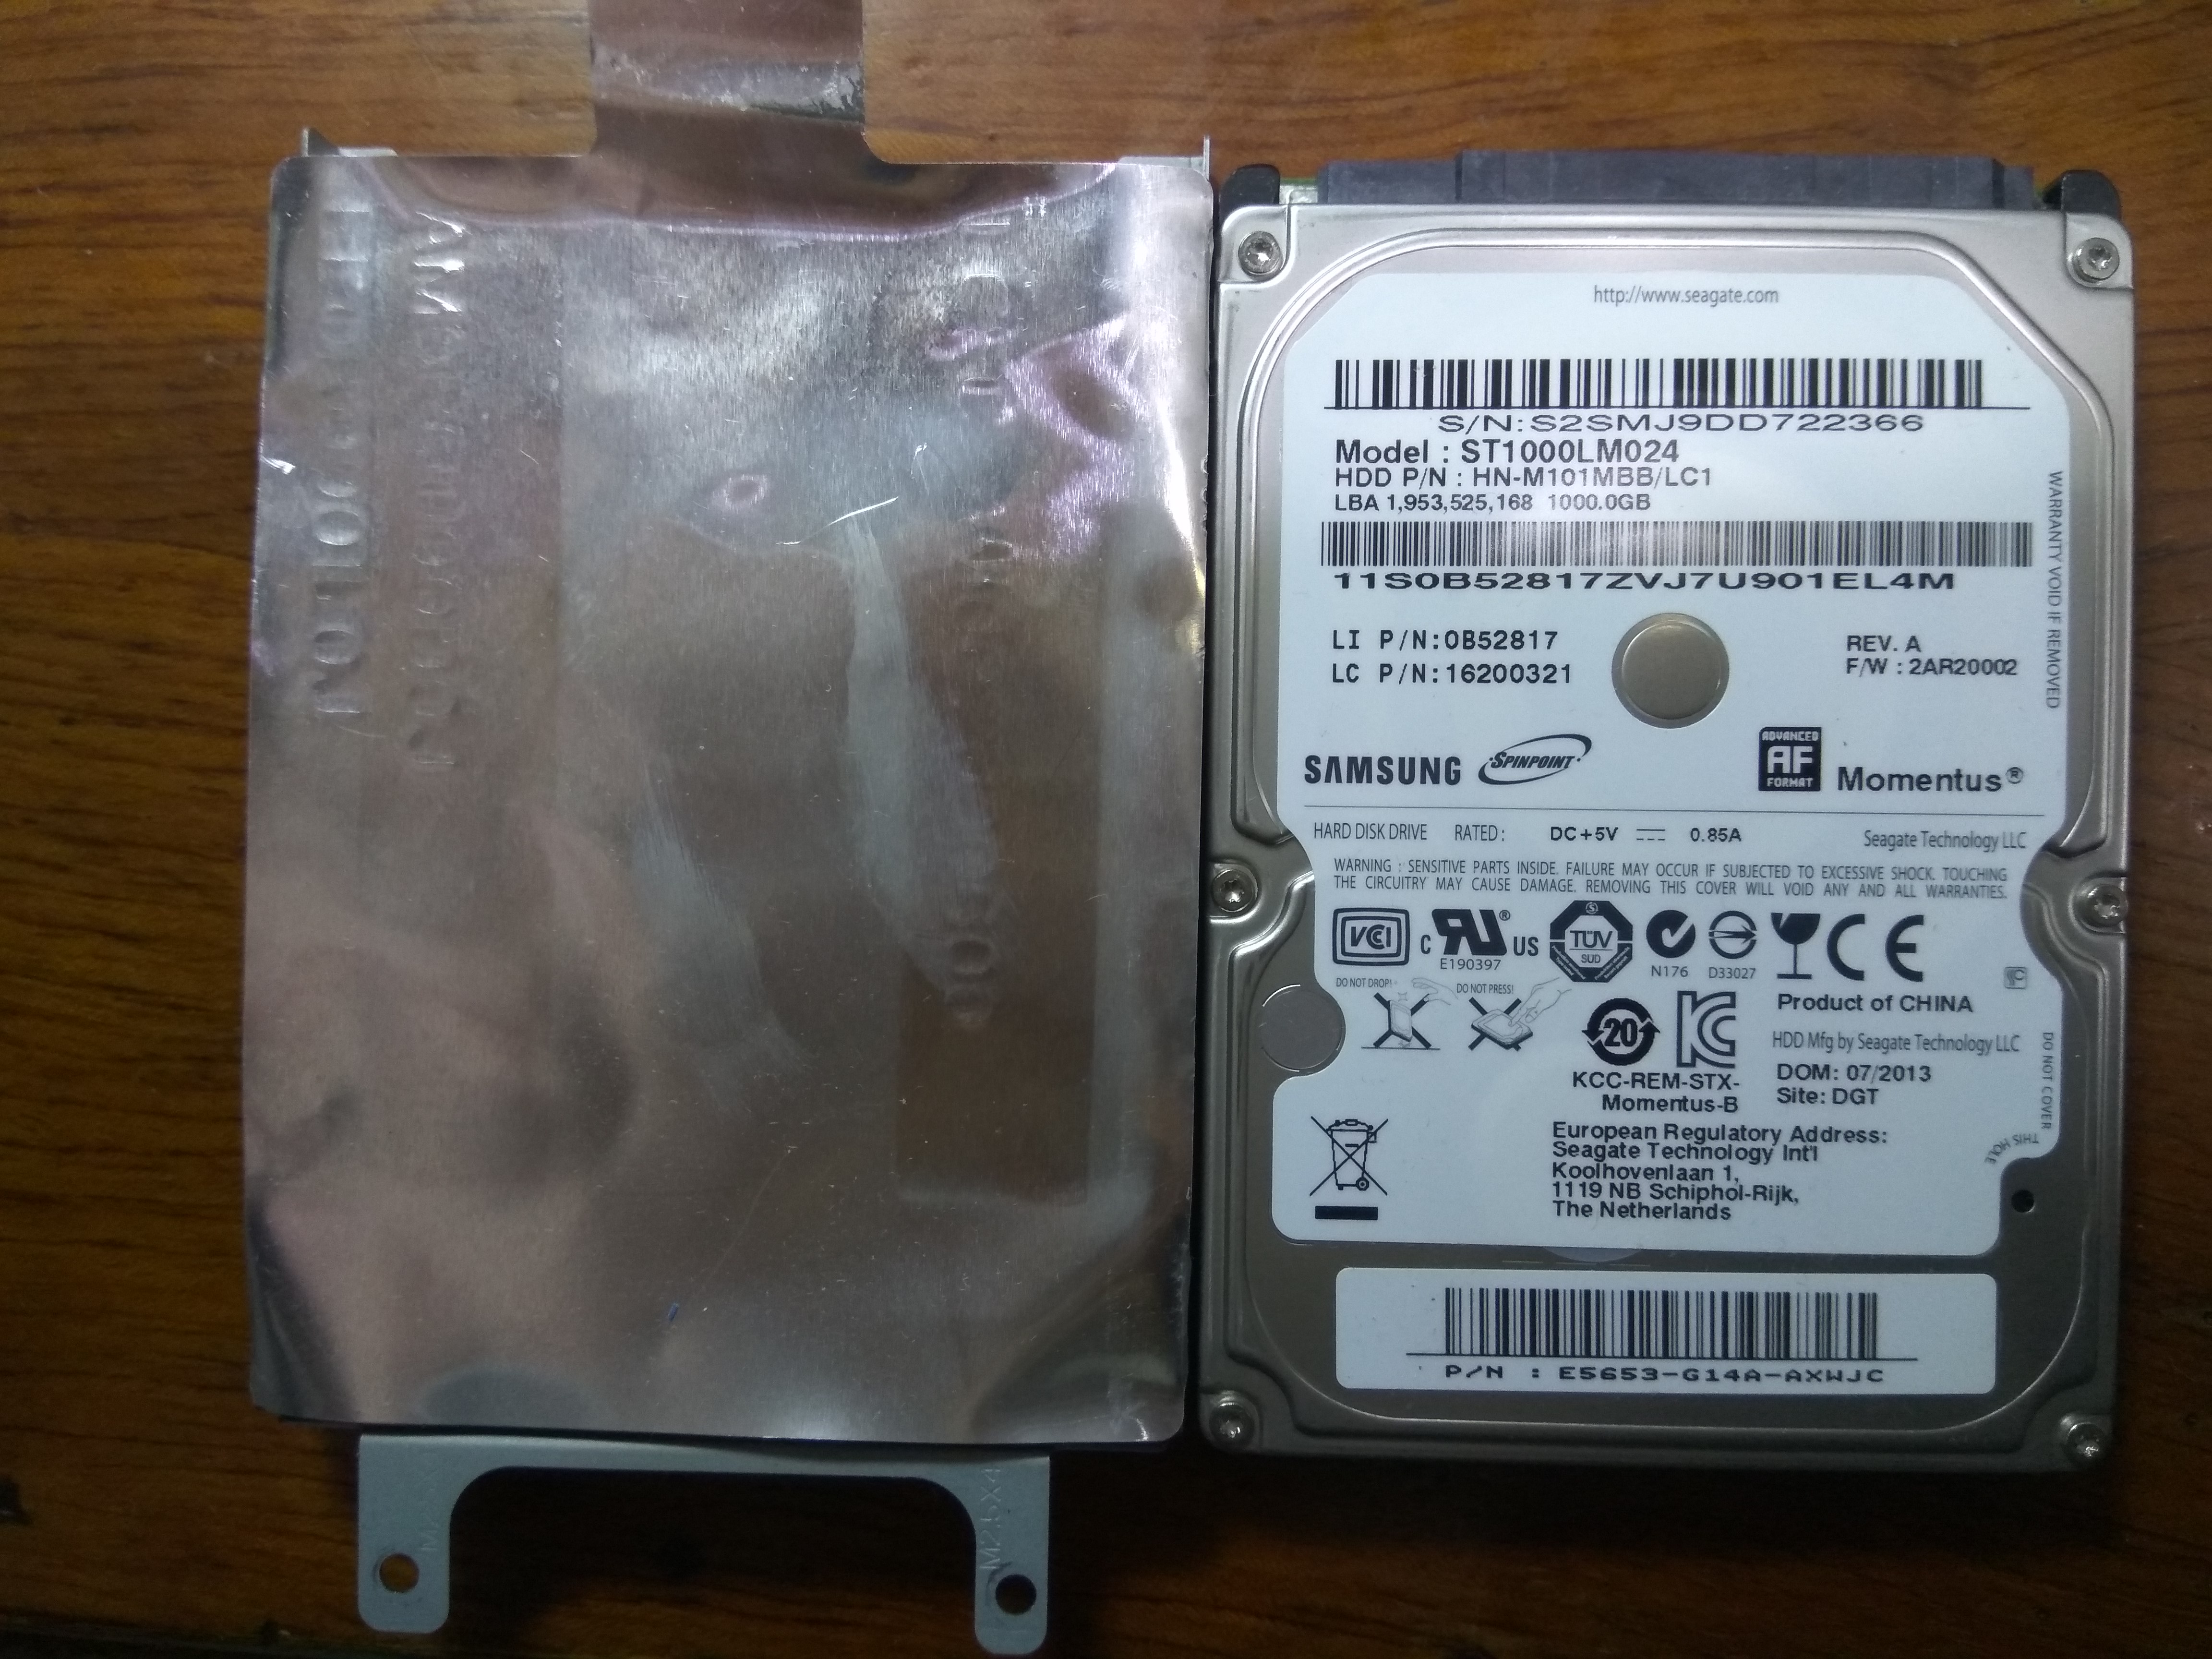 http://www.seagate.com
S/N:S2SMJ9DD722366
Model : ST1000LM024
HDD P/N : HN-M101MBB/LC1
LBA 1,953,525,168 1000.0GB
11S0B52817ZVJ7U901EL4M
WARRANTY VOID IF REMOVED
LI P/N:0B52817
LC P/N:16200321
REV. A
F/W : 2AR20002
SAMSUNG SPINPOINT
ADVANCED
AF
FORMAT
Momentus®
HARD DISK DRIVE RATED : DC+5V 0.85A
Seagate Technology LLC
WARNING : SENSITIVE PARTS INSIDE. FAILURE MAY OCCUR IF SUBJECTED TO EXCESSIVE SHOCK. TOUCHING
THE CIRCUITRY MAY CAUSE DAMAGE. REMOVING THIS COVER WILL VOID ANY AND ALL WARRANTIES.
VCI
C RU® US
E190397
TÜV
SUD
N176
D33027
CE
DO NOT DROP!
DO NOT PRESS!
20
KC
Product of CHINA
HDD Mfg by Seagate Technology LLC
KCC-REM-STX-
Momentus-B
DOM: 07/2013
Site: DGT
DO NOT COVER
THIS HOLE
European Regulatory Address:
Seagate Technology Int'l
Koolhovenlaan 1,
1119 NB Schiphol-Rijk,
The Netherlands
P/N : E5653-G14A-AXWJC
M2.5X4